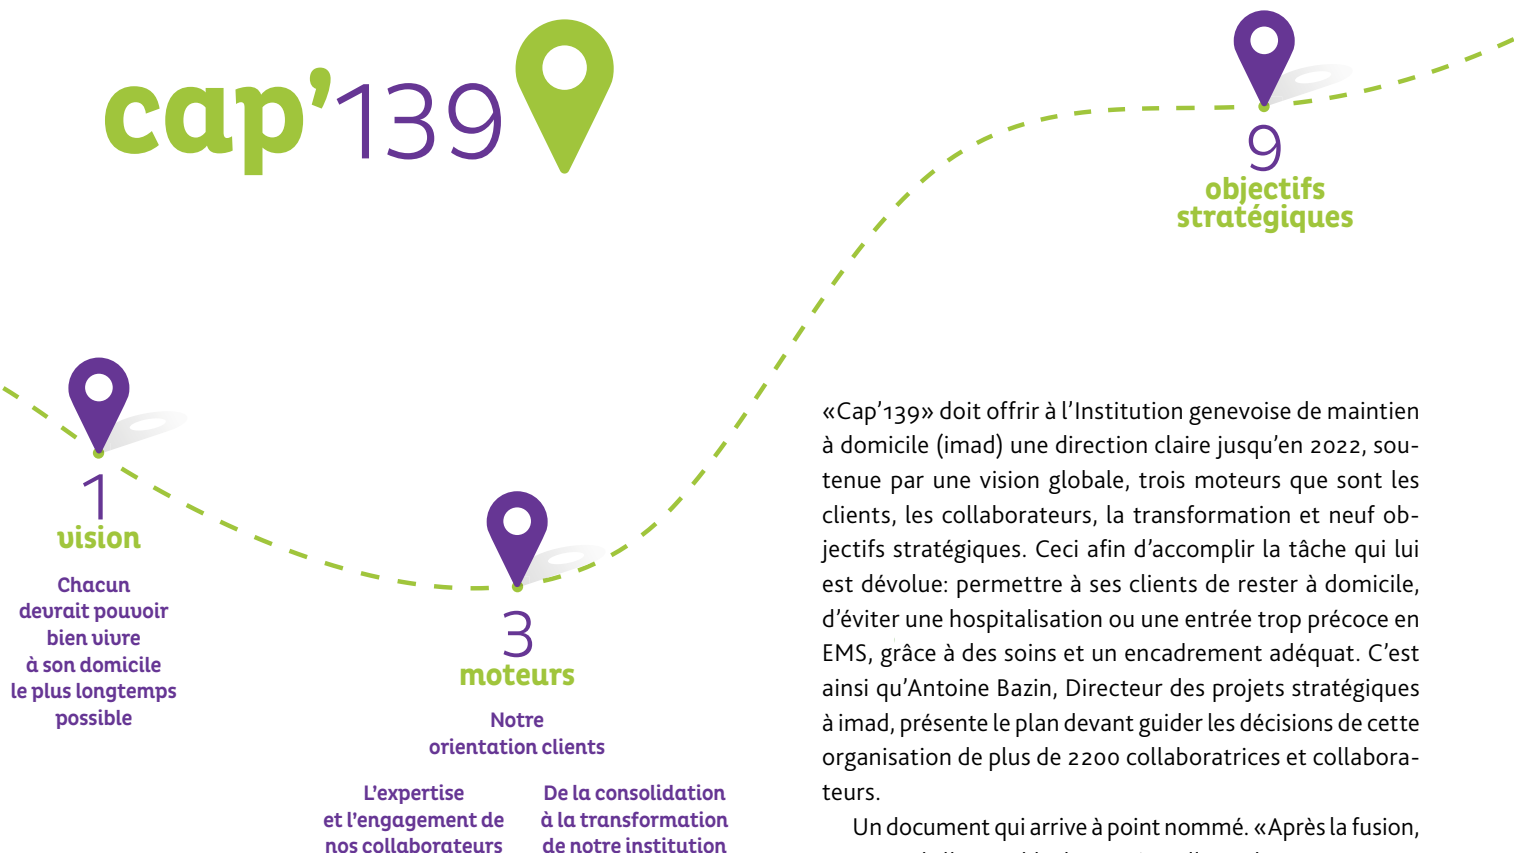 cap’139
9
objectifs
stratégiques
1
vision
Chacun
devrait pouvoir
bien vivre
à son domicile
le plus longtemps
possible
3
moteurs
Notre
orientation clients
L’expertise
et l’engagement de
nos collaborateurs
De la consolidation
à la transformation
de notre institution
«Cap’139» doit offrir à l’Institution genevoise de maintien
à domicile (imad) une direction claire jusqu’en 2022, sou-
tenue par une vision globale, trois moteurs que sont les
clients, les collaborateurs, la transformation et neuf ob-
jectifs stratégiques. Ceci afin d’accomplir la tâche qui lui
est dévolue: permettre à ses clients de rester à domicile,
d’éviter une hospitalisation ou une entrée trop précoce en
EMS, grâce à des soins et un encadrement adéquat. C’est
ainsi qu’Antoine Bazin, Directeur des projets stratégiques
à imad, présente le plan devant guider les décisions de cette
organisation de plus de 2200 collaboratrices et collabora-
teurs.
Un document qui arrive à point nommé. «Après la fusion,